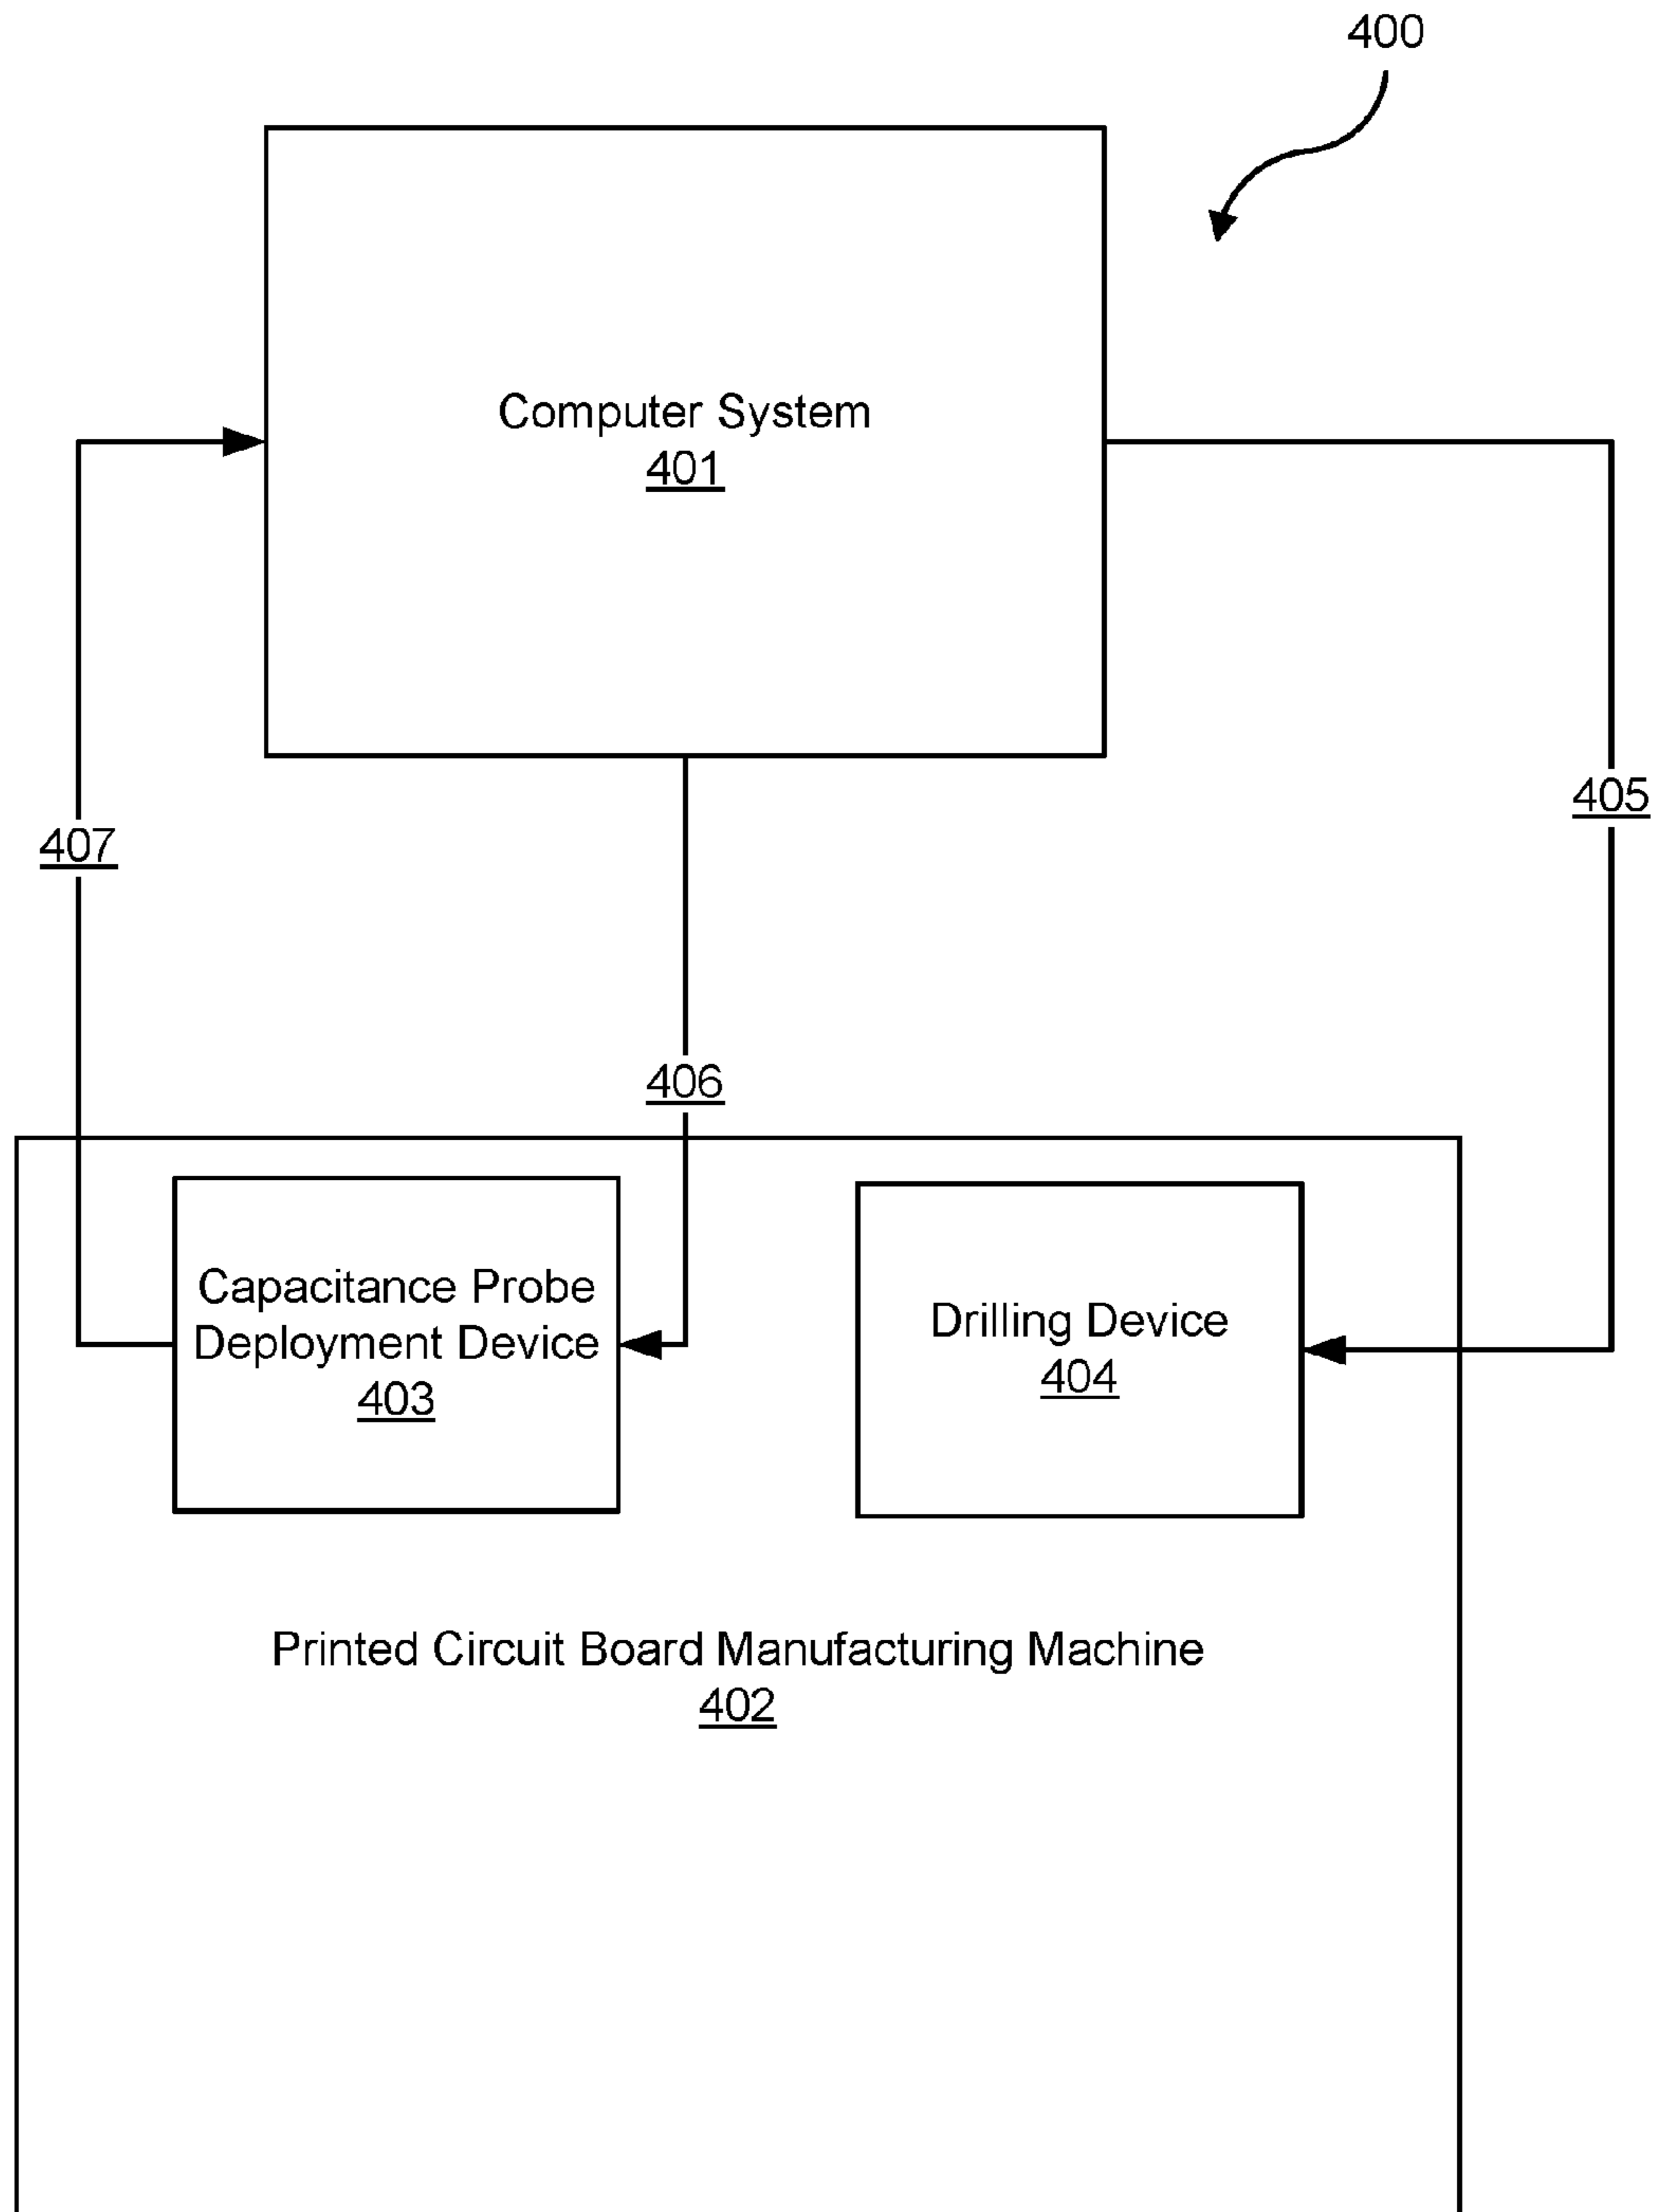 400
Computer System
401
405
407
406
Capacitance Probe
Deployment Device
403
Drilling Device
404
Printed Circuit Board Manufacturing Machine
402